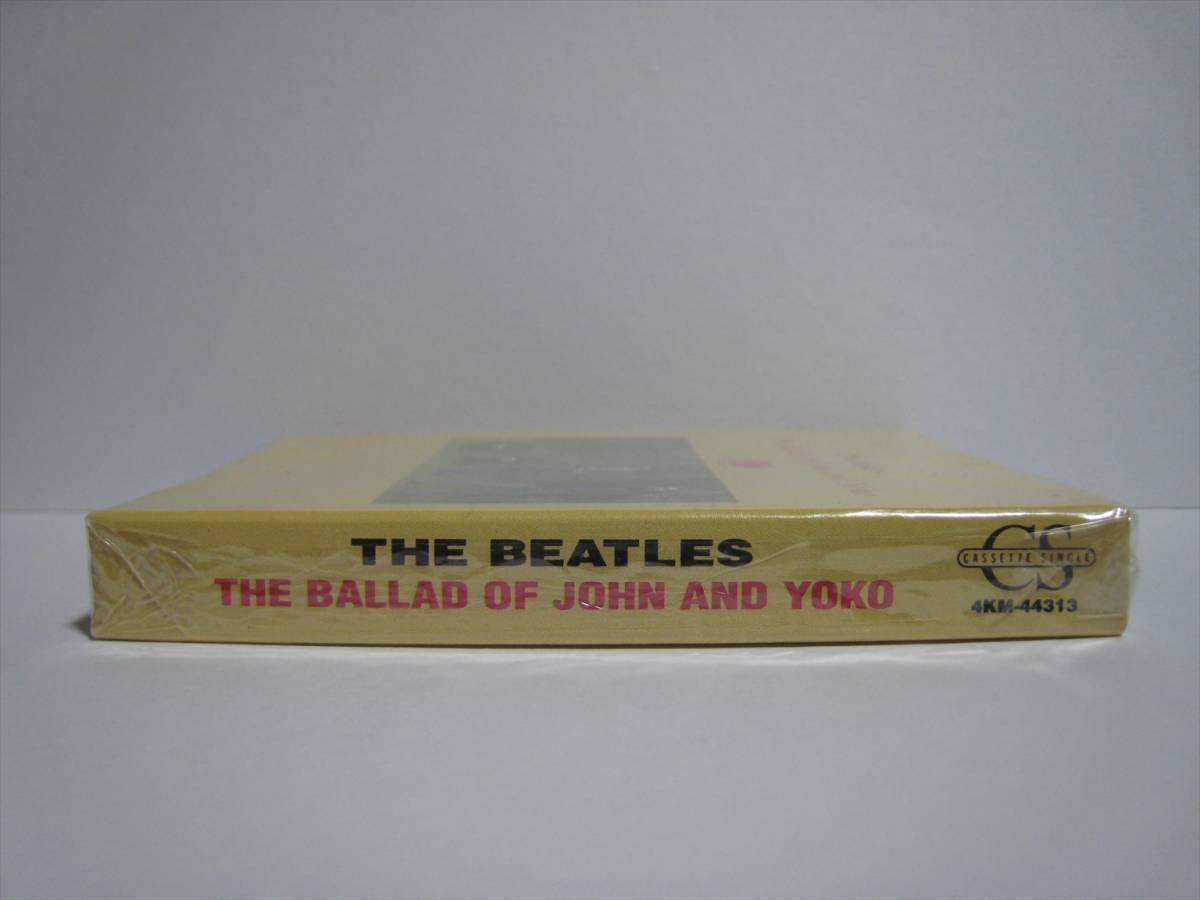 THE BEATLES
THE BALLAD OF JOHN AND YOKO
CS
CASSETTE SINGLE
4KM-44313